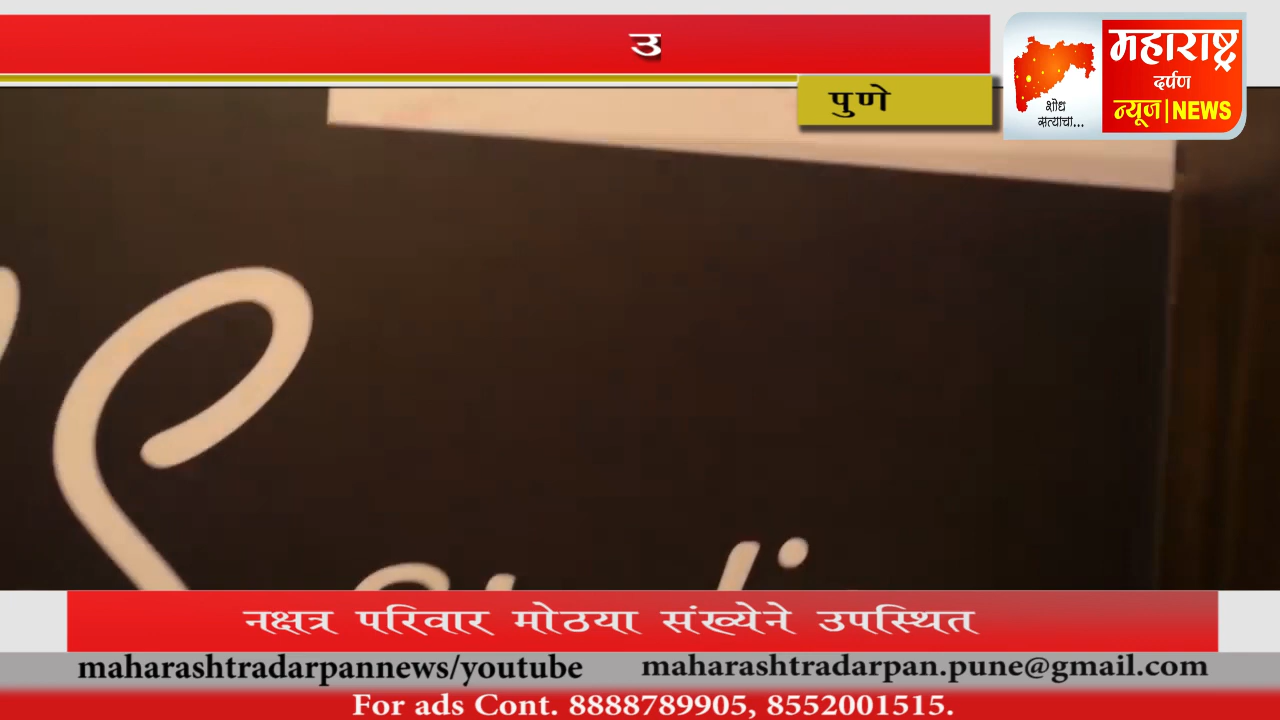 उ
पुणे
महाराष्ट्र
दर्पण
न्यूज|NEWS
शोध
सत्याचा...
नक्षत्र परिवार मोठया संख्येने उपस्थित
maharashtradarpannews/youtube
maharashtradarpan.pune@gmail.com
For ads Cont. 8888789905, 8552001515.